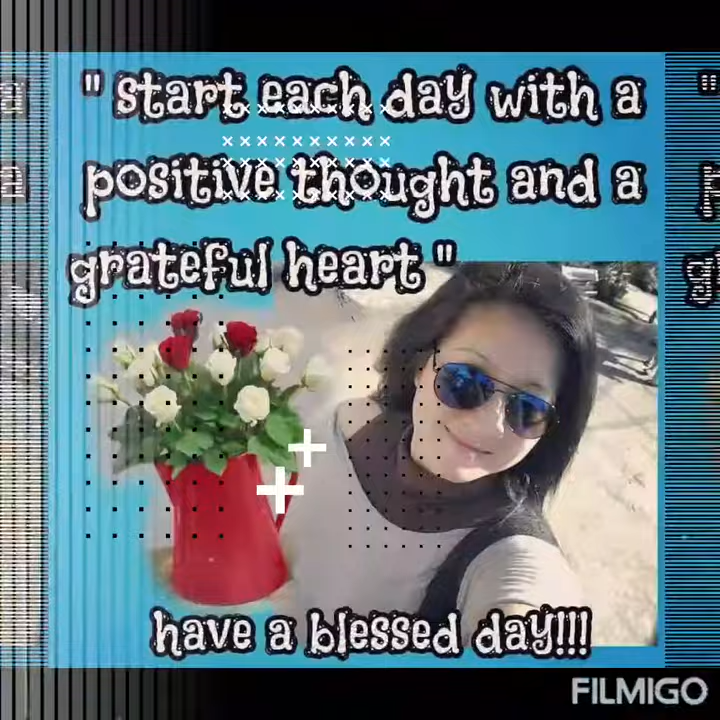 " start each day with a
positive thought and a
grateful heart "
have a blessed day!!!
FILMIGO